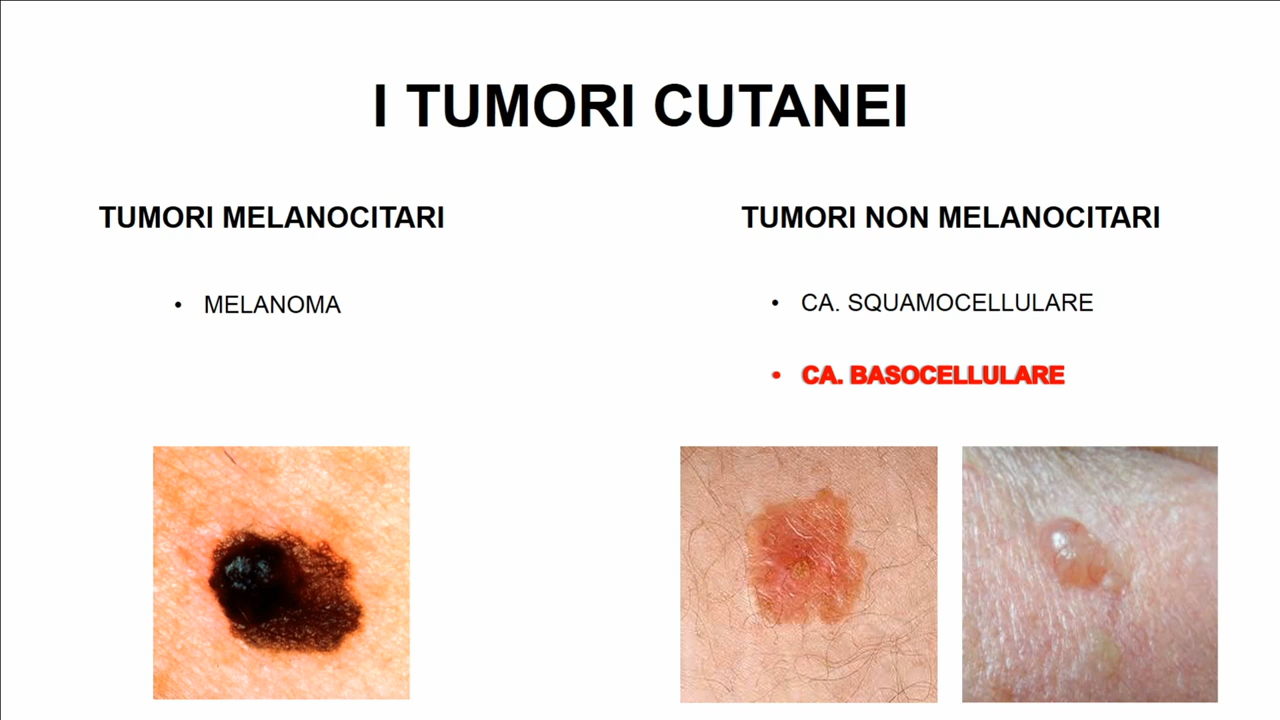 I TUMORI CUTANEI
TUMORI MELANOCITARI
• MELANOMA
TUMORI NON MELANOCITARI
• CA. SQUAMOCELLULARE
• CA. BASOCELLULARE